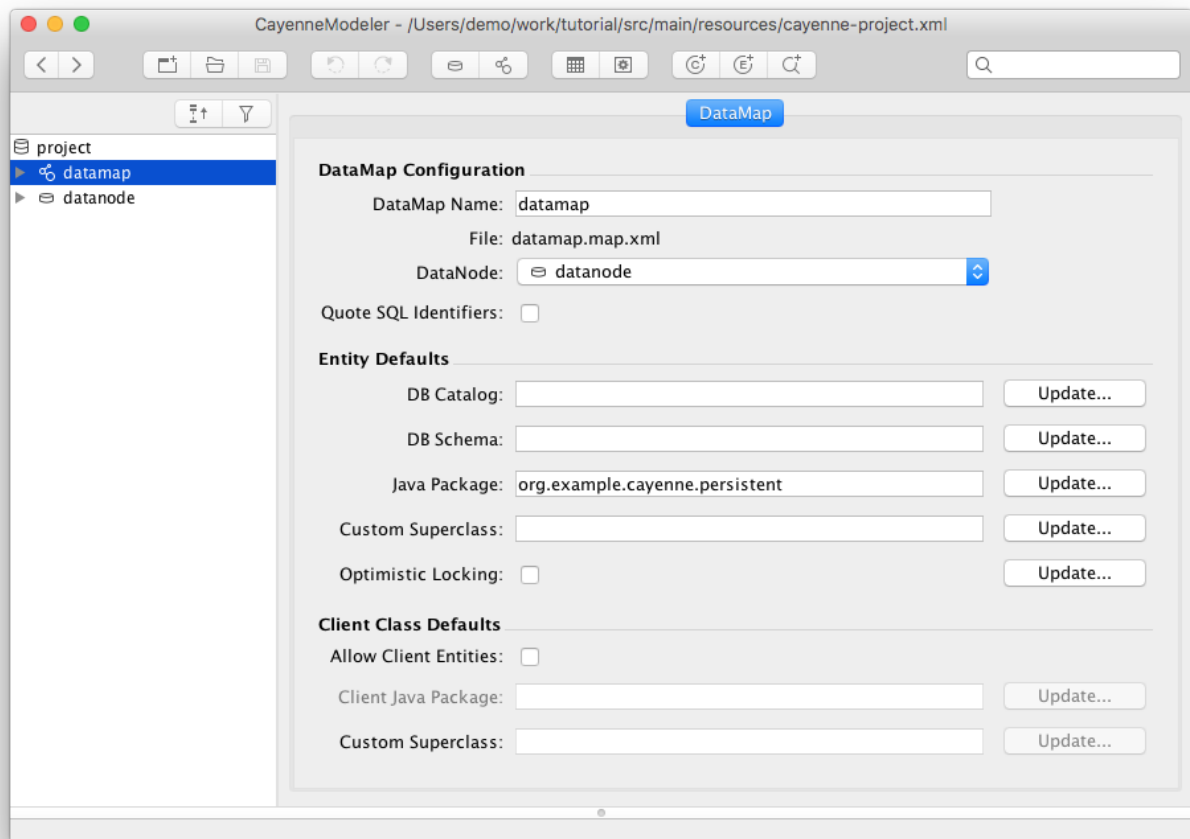 CayenneModeler - /Users/demo/work/tutorial/src/main/resources/cayenne-project.xml
project
datamap
datanode
DataMap
DataMap Configuration
DataMap Name: datamap
File: datamap.map.xml
DataNode: datanode
Quote SQL Identifiers:
Entity Defaults
DB Catalog: Update...
DB Schema: Update...
Java Package: org.example.cayenne.persistent Update...
Custom Superclass: Update...
Optimistic Locking: Update...
Client Class Defaults
Allow Client Entities:
Client Java Package: Update...
Custom Superclass: Update...